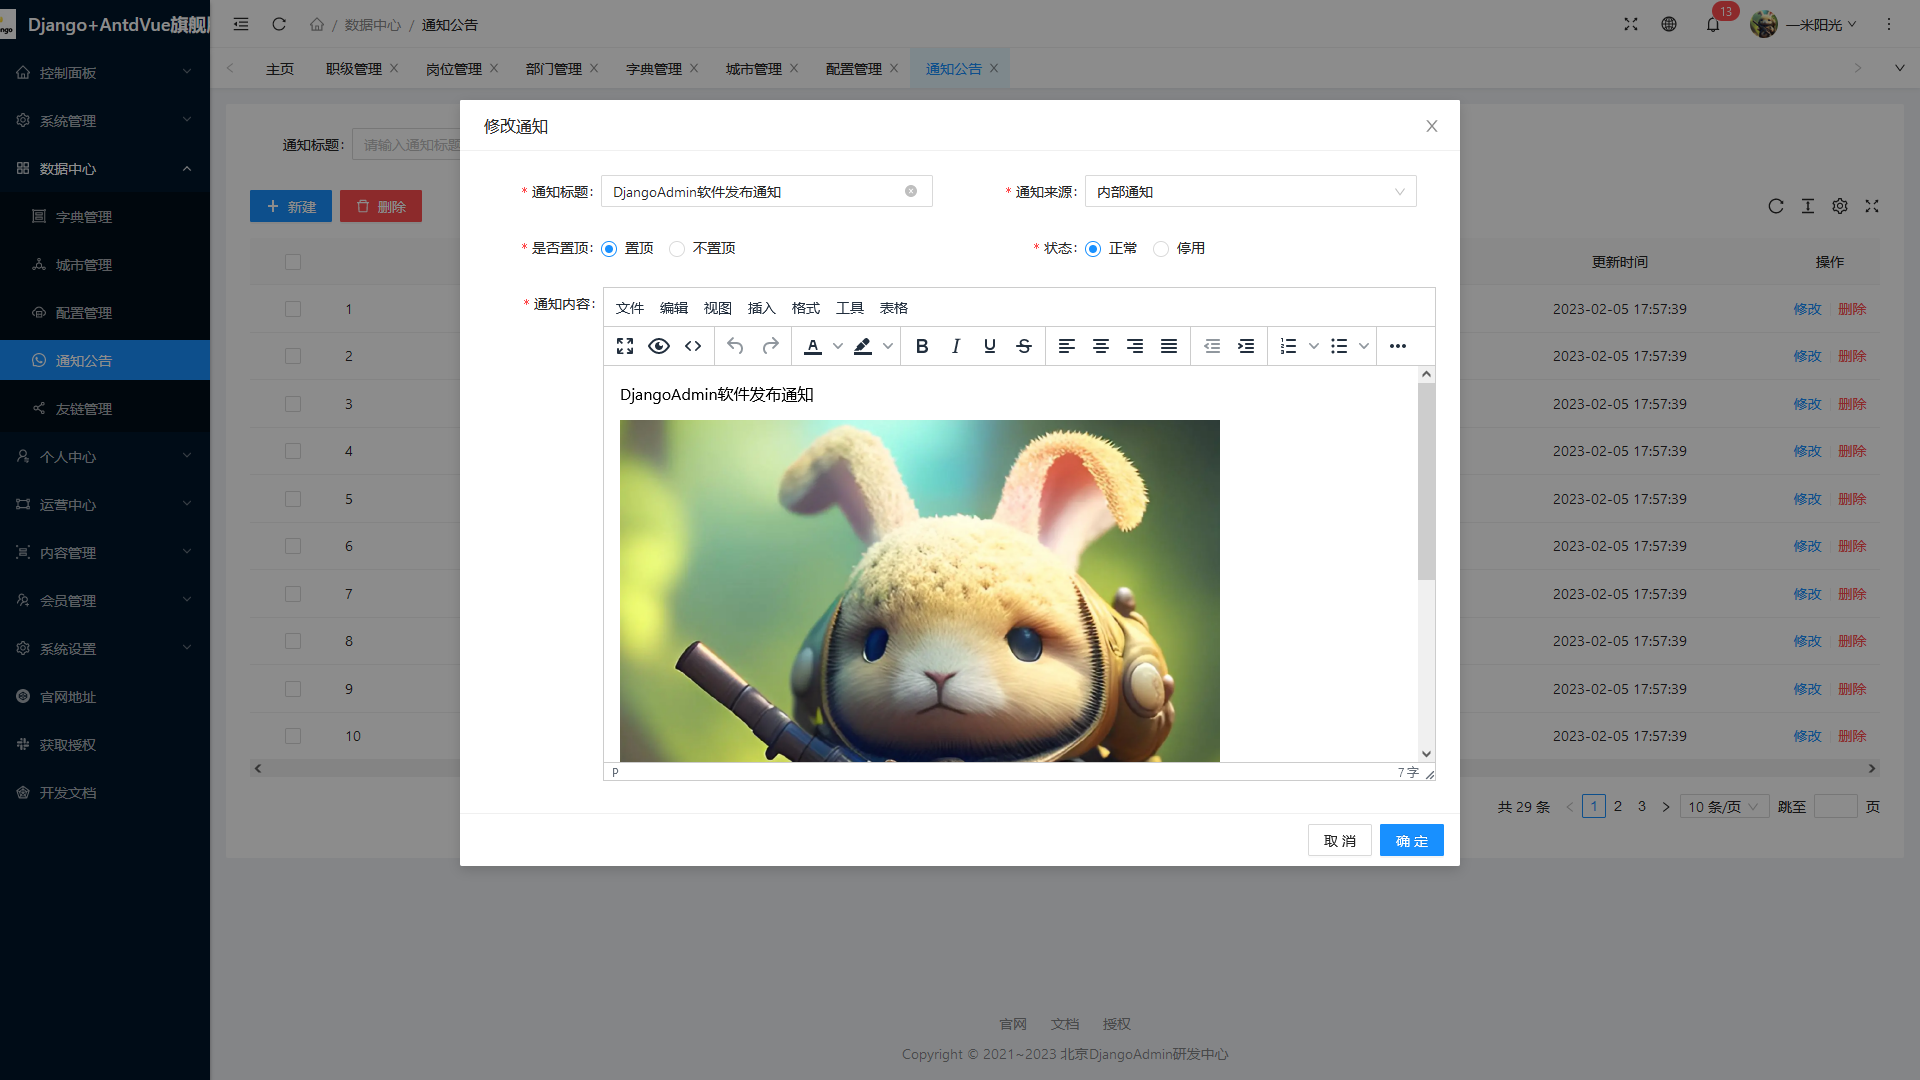 Django+AntdVue旗舰
数据中心 / 通知公告
13
一米阳光
主页 职级管理 岗位管理 部门管理 字典管理 城市管理 配置管理 通知公告
控制面板
系统管理
数据中心
字典管理
城市管理
配置管理
通知公告
友链管理
个人中心
运营中心
内容管理
会员管理
系统设置
官网地址
获取授权
开发文档
通知标题: 请输入通知标题
新建 删除
更新时间 操作
1 2023-02-05 17:57:39 修改 删除
2 2023-02-05 17:57:39 修改 删除
3 2023-02-05 17:57:39 修改 删除
4 2023-02-05 17:57:39 修改 删除
5 2023-02-05 17:57:39 修改 删除
6 2023-02-05 17:57:39 修改 删除
7 2023-02-05 17:57:39 修改 删除
8 2023-02-05 17:57:39 修改 删除
9 2023-02-05 17:57:39 修改 删除
10 2023-02-05 17:57:39 修改 删除
共 29 条 1 2 3 10 条/页 跳至 页
修改通知
* 通知标题: DjangoAdmin软件发布通知 * 通知来源: 内部通知
* 是否置顶: 置顶 不置顶 * 状态: 正常 停用
* 通知内容: 文件 编辑 视图 插入 格式 工具 表格
DjangoAdmin软件发布通知
P 7 字
取 消 确 定
官网 文档 授权
Copyright © 2021~2023 北京DjangoAdmin研发中心